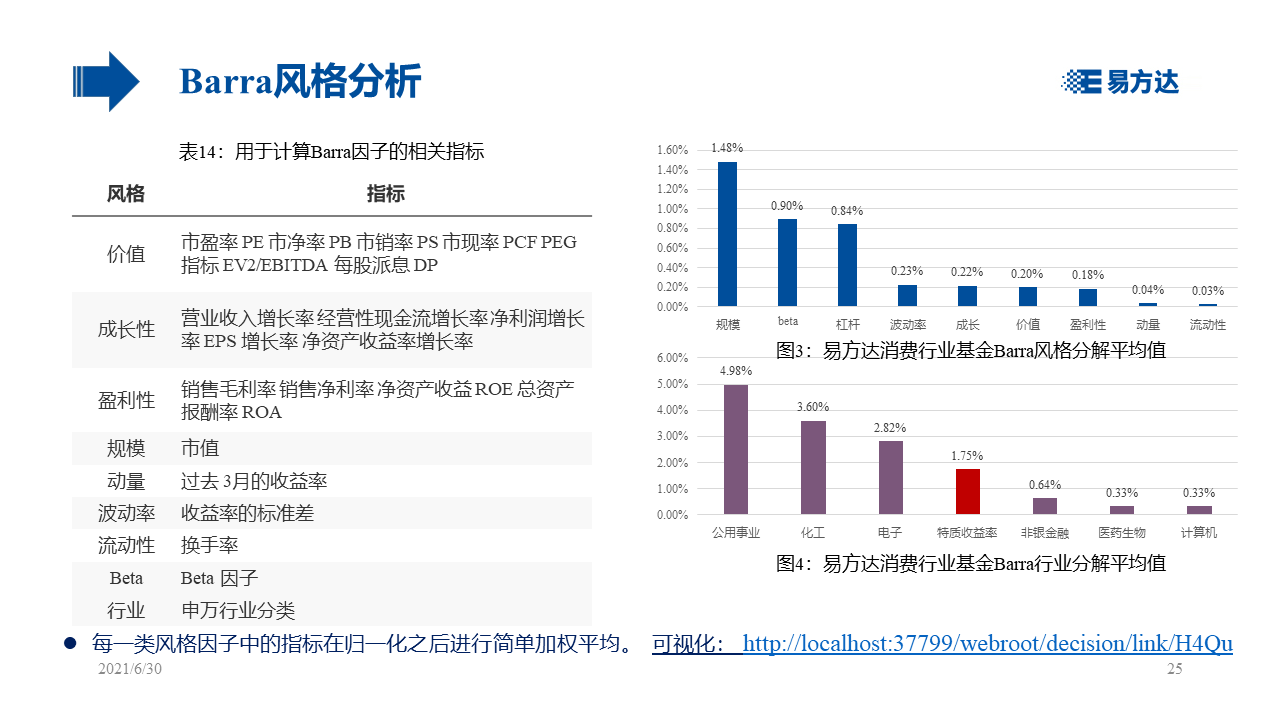 Barra风格分析
易方达
表14：用于计算Barra因子的相关指标
风格 指标
价值 市盈率 PE 市净率 PB 市销率 PS 市现率 PCF PEG
指标 EV2/EBITDA 每股派息 DP
成长性 营业收入增长率 经营性现金流增长率 净利润增长
率 EPS 增长率 净资产收益率增长率
盈利性 销售毛利率 销售净利率 净资产收益 ROE 总资产
报酬率 ROA
规模 市值
动量 过去 3月的收益率
波动率 收益率的标准差
流动性 换手率
Beta Beta 因子
行业 申万行业分类
1.60%
1.40%
1.20%
1.00%
0.80%
0.60%
0.40%
0.20%
0.00%
1.48%
0.90%
0.84%
0.23%
0.22%
0.20%
0.18%
0.04%
0.03%
规模 beta 杠杆 波动率 成长 价值 盈利性 动量 流动性
图3：易方达消费行业基金Barra风格分解平均值
6.00%
5.00%
4.00%
3.00%
2.00%
1.00%
0.00%
4.98%
3.60%
2.82%
1.75%
0.64%
0.33%
0.33%
公用事业 化工 电子 特质收益率 非银金融 医药生物 计算机
图4：易方达消费行业基金Barra行业分解平均值
● 每一类风格因子中的指标在归一化之后进行简单加权平均。 可视化： http://localhost:37799/webroot/decision/link/H4Qu
2021/6/30
25